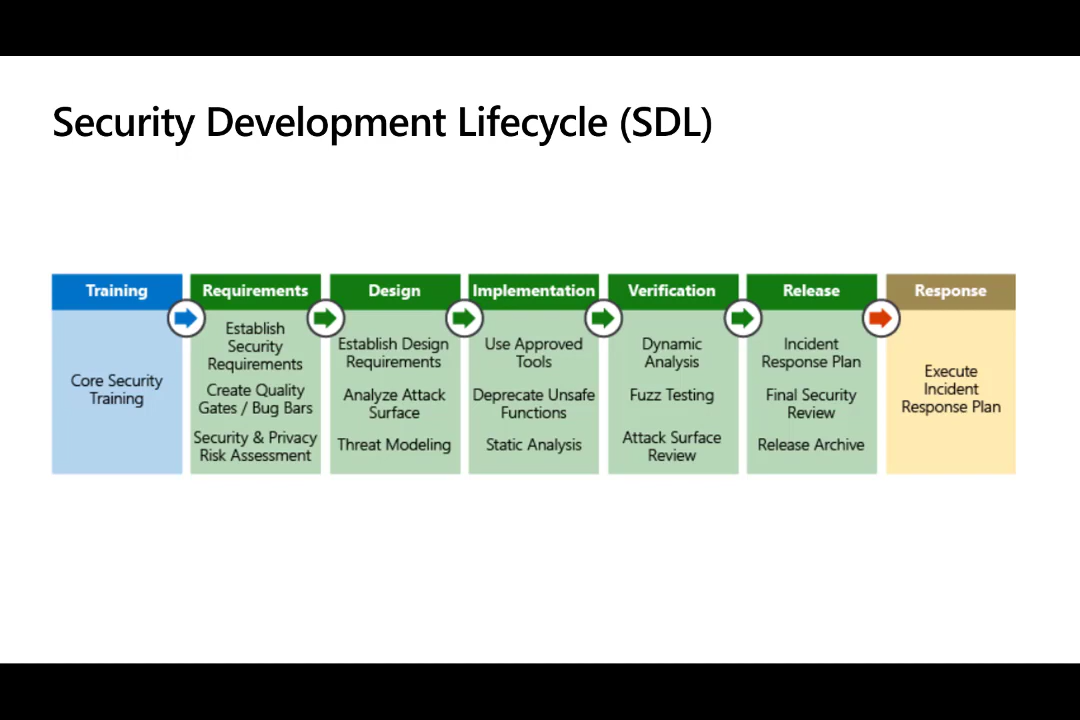 Security Development Lifecycle (SDL)
Training
Core Security
Training
Requirements
Establish
Security
Requirements
Create Quality
Gates / Bug Bars
Security & Privacy
Risk Assessment
Design
Establish Design
Requirements
Analyze Attack
Surface
Threat Modeling
Implementation
Use Approved
Tools
Deprecate Unsafe
Functions
Static Analysis
Verification
Dynamic
Analysis
Fuzz Testing
Attack Surface
Review
Release
Incident
Response Plan
Final Security
Review
Release Archive
Response
Execute
Incident
Response Plan